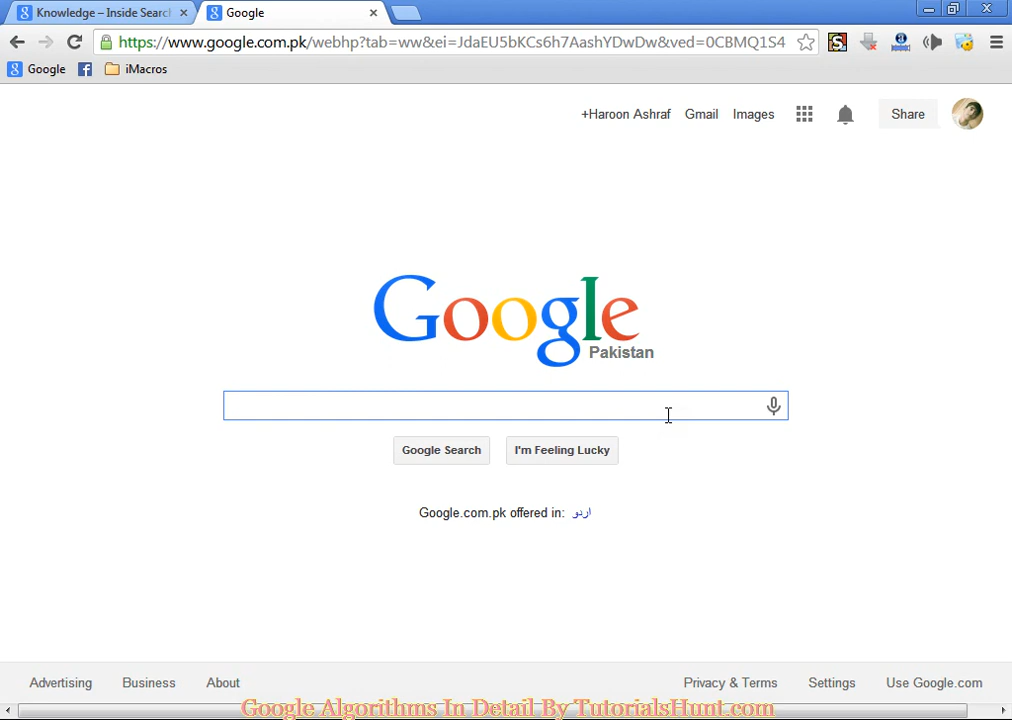 Knowledge – Inside Search
Google
https://www.google.com.pk/webhp?tab=ww&ei=JdaEU5bKCs6h7AashYDwDw&ved=0CBMQ1S4
Google
iMacros
+Haroon Ashraf Gmail Images Share
Google
Pakistan
Google Search I'm Feeling Lucky
Google.com.pk offered in: اردو
Advertising Business About Privacy & Terms Settings Use Google.com
Google Algorithms In Detail By TutorialsHunt.com